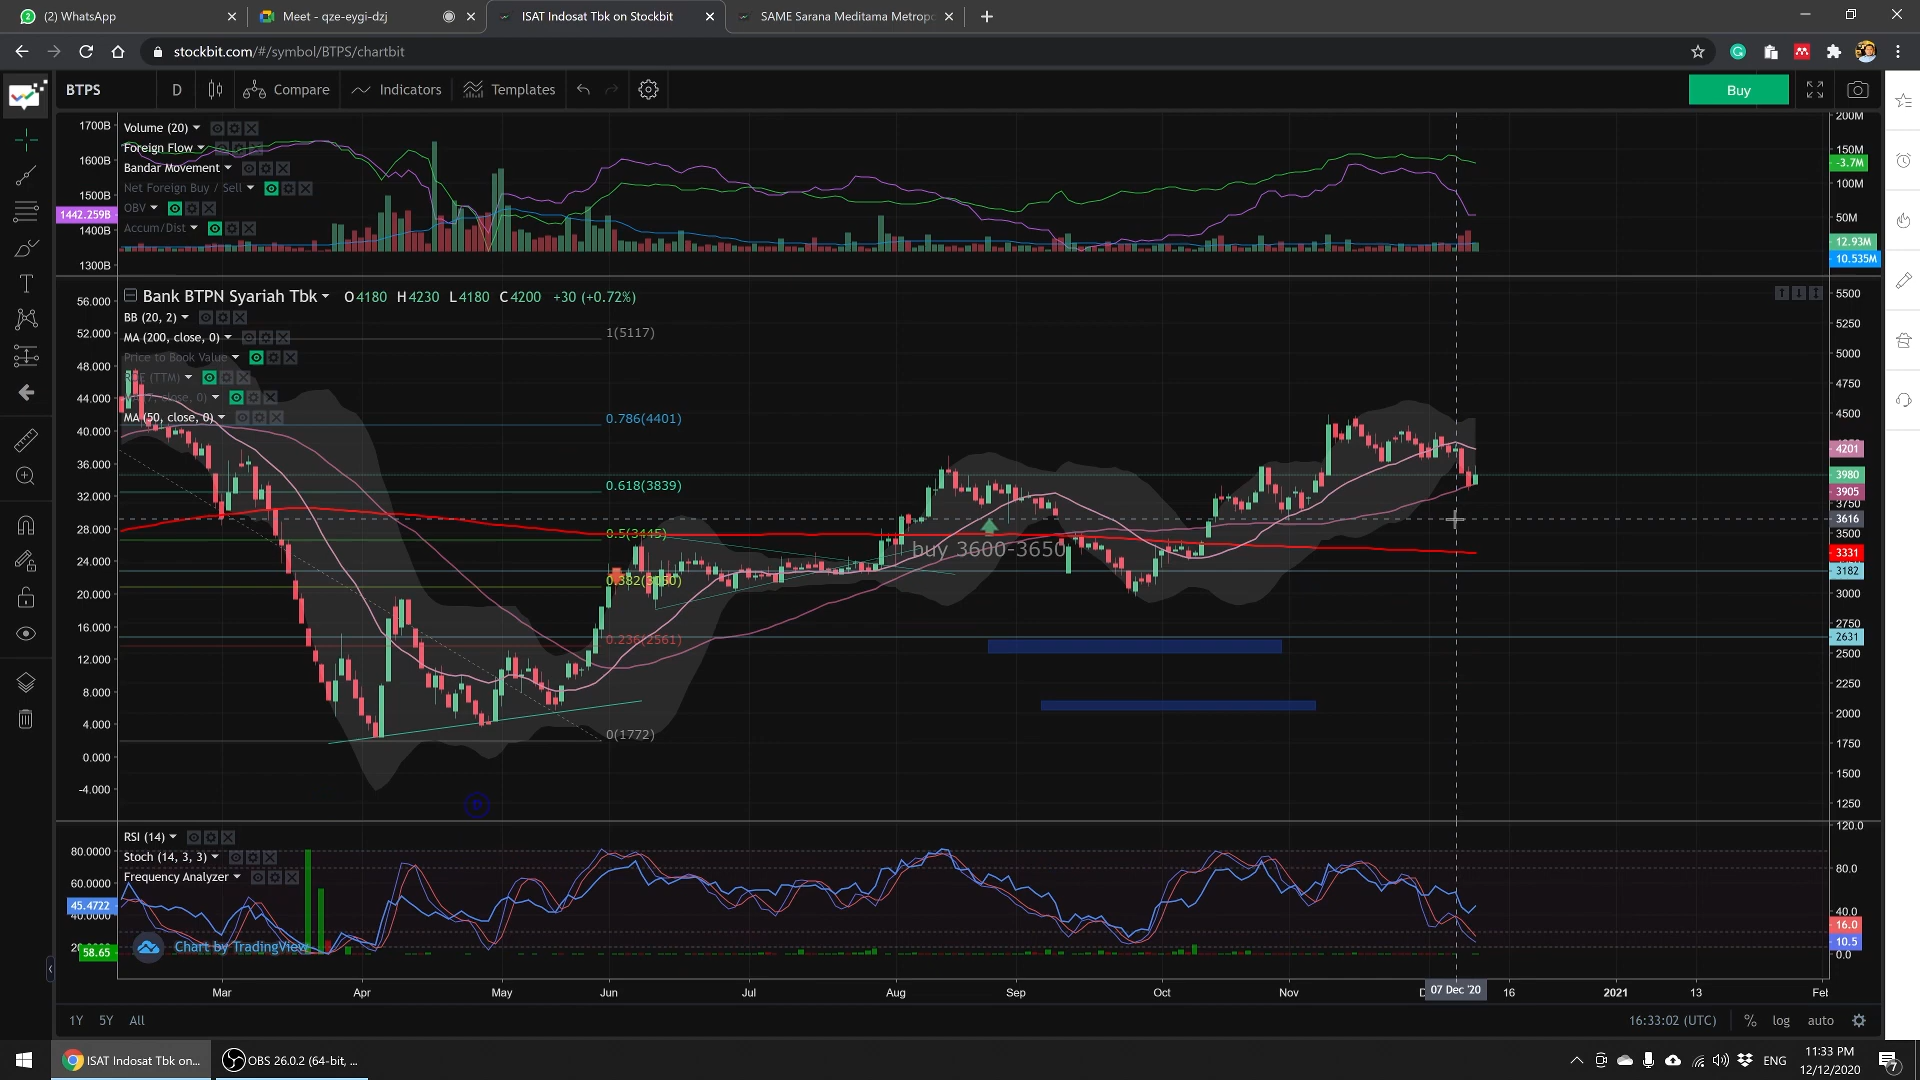 (2) WhatsApp
Meet - qze-eygi-dzj
ISAT Indosat Tbk on Stockbit
SAME Sarana Meditama Metropo
stockbit.com/#/symbol/BTPS/chartbit
BTPS
D
Compare
Indicators
Templates
Buy
1700B
1600B
1500B
1442.259B
1400B
1300B
Volume (20)
Foreign Flow
Bandar Movement
Net Foreign Buy / Sell
OBV
Accum/Dist
200M
150M
-3.7M
100M
50M
12.93M
10.535M
Bank BTPN Syariah Tbk O4180 H4230 L4180 C4200 +30 (+0.72%)
BB (20, 2)
MA (200, close, 0)
Price to Book Value
MA (50, close, 0)
56.000
52.000
48.000
44.000
40.000
36.000
32.000
28.000
24.000
20.000
16.000
12.000
8.000
4.000
0.000
-4.000
1(5117)
0.786(4401)
0.618(3839)
0.5(3445)
0.382(3050)
0.236(2561)
0(1772)
buy 3600-3650
5500
5250
5000
4750
4500
4201
3980
3905
3750
3616
3500
3331
3182
3000
2750
2631
2500
2250
2000
1750
1500
1250
RSI (14)
Stoch (14, 3, 3)
Frequency Analyzer
80.0000
60.0000
45.4722
40.0000
58.65
Chart by TradingView
120.0
80.0
40.0
16.0
10.5
0.0
Mar
Apr
May
Jun
Jul
Aug
Sep
Oct
Nov
07 Dec '20
16
2021
13
1Y
5Y
All
16:33:02 (UTC)
%
log
auto
ISAT Indosat Tbk on...
OBS 26.0.2 (64-bit, ...
ENG
11:33 PM
12/12/2020
7